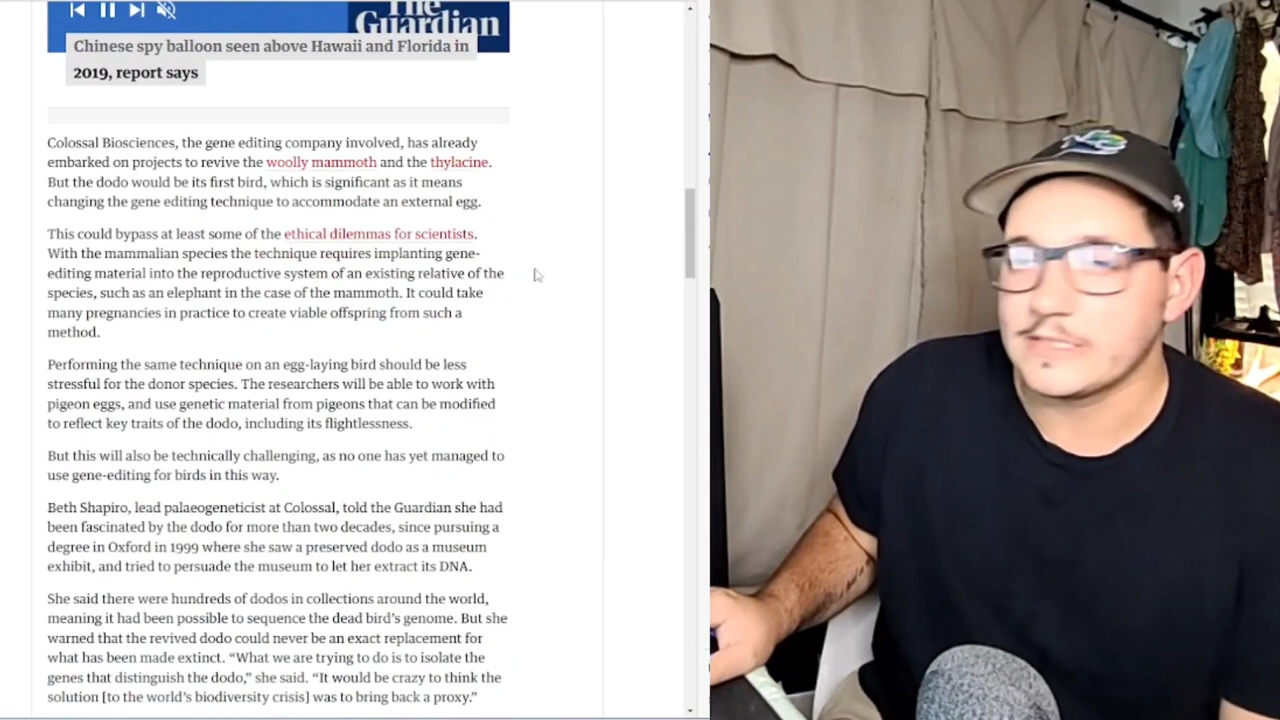 The
Guardian
Chinese spy balloon seen above Hawaii and Florida in
2019, report says
Colossal Biosciences, the gene editing company involved, has already
embarked on projects to revive the woolly mammoth and the thylacine.
But the dodo would be its first bird, which is significant as it means
changing the gene editing technique to accommodate an external egg.
This could bypass at least some of the ethical dilemmas for scientists.
With the mammalian species the technique requires implanting gene-
editing material into the reproductive system of an existing relative of the
species, such as an elephant in the case of the mammoth. It could take
many pregnancies in practice to create viable offspring from such a
method.
Performing the same technique on an egg-laying bird should be less
stressful for the donor species. The researchers will be able to work with
pigeon eggs, and use genetic material from pigeons that can be modified
to reflect key traits of the dodo, including its flightlessness.
But this will also be technically challenging, as no one has yet managed to
use gene-editing for birds in this way.
Beth Shapiro, lead palaeogeneticist at Colossal, told the Guardian she had
been fascinated by the dodo for more than two decades, since pursuing a
degree in Oxford in 1999 where she saw a preserved dodo as a museum
exhibit, and tried to persuade the museum to let her extract its DNA.
She said there were hundreds of dodos in collections around the world,
meaning it had been possible to sequence the dead bird's genome. But she
warned that the revived dodo could never be an exact replacement for
what has been made extinct. “What we are trying to do is to isolate the
genes that distinguish the dodo,” she said. “It would be crazy to think the
solution [to the world's biodiversity crisis] was to bring back a proxy.”